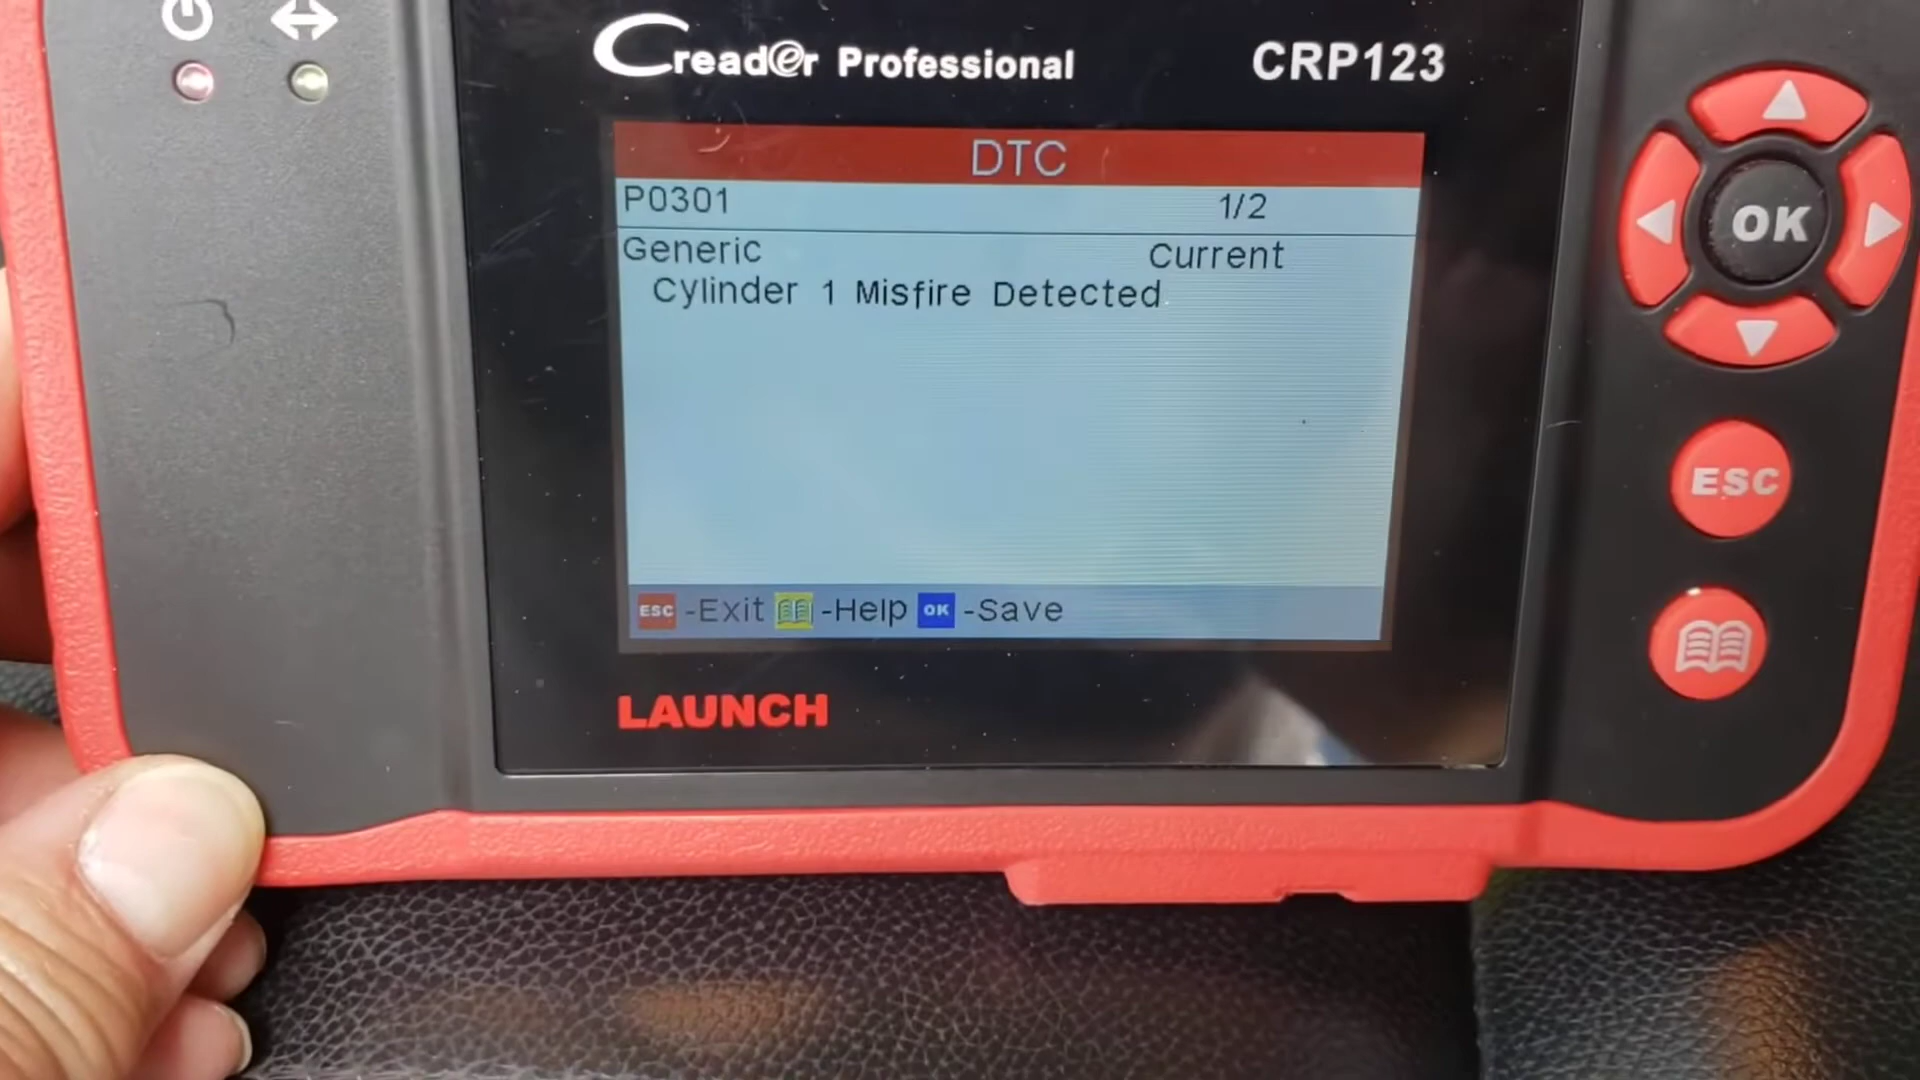 Creader Professional CRP123
DTC
P0301 1/2
Generic Current
Cylinder 1 Misfire Detected
OK
ESC
ESC -Exit -Help OK -Save
LAUNCH